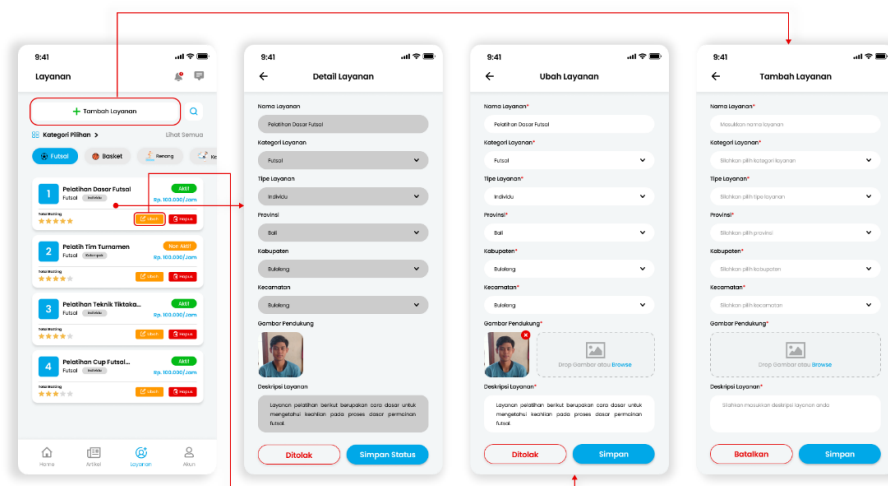 9:41
Layanan
+ Tambah Layanan
Kategori Pilihan >
Lihat Semua
Futsal
Basket
Renang
1
Pelatihan Dasar Futsal
Aktif
Futsal
Individu
Rp. 100.000/Jam
Total Rating
Ubah
Hapus
2
Pelatih Tim Turnamen
Non Aktif
Futsal
Kelompok
Rp. 100.000/Jam
Total Rating
Ubah
Hapus
3
Pelatihan Teknik Tiktaka...
Aktif
Futsal
Individu
Rp. 100.000/Jam
Total Rating
Ubah
Hapus
4
Pelatihan Cup Futsal...
Aktif
Futsal
Individu
Rp. 100.000/Jam
Total Rating
Ubah
Hapus
Home
Artikel
Layanan
Akun
9:41
Detail Layanan
Nama Layanan
Pelatihan Dasar Futsal
Kategori Layanan
Futsal
Tipe Layanan
Individu
Provinsi
Bali
Kabupaten
Buleleng
Kecamatan
Buleleng
Gambar Pendukung
Deskripsi Layanan
Layanan pelatihan berikut berupakan cara dasar untuk
mengetahui keahlian pada proses dasar permainan
futsal
Ditolak
Simpan Status
9:41
Ubah Layanan
Nama Layanan*
Pelatihan Dasar Futsal
Kategori Layanan*
Futsal
Tipe Layanan*
Individu
Provinsi*
Bali
Kabupaten*
Buleleng
Kecamatan*
Buleleng
Gambar Pendukung*
Drop Gambar atau Browse
Deskripsi Layanan*
Layanan pelatihan berikut berupakan cara dasar untuk
mengetahui keahlian pada proses dasar permainan
futsal
Ditolak
Simpan
9:41
Tambah Layanan
Nama Layanan*
Masukkan nama layanan
Kategori Layanan*
Silahkan pilih kategori layanan
Tipe Layanan*
Silahkan pilih tipe layanan
Provinsi*
Silahkan pilih provinsi
Kabupaten*
Silahkan pilih kabupaten
Kecamatan*
Silahkan pilih kecamatan
Gambar Pendukung*
Drop Gambar atau Browse
Deskripsi Layanan*
Silahkan masukkan deskripsi layanan anda
Batalkan
Simpan